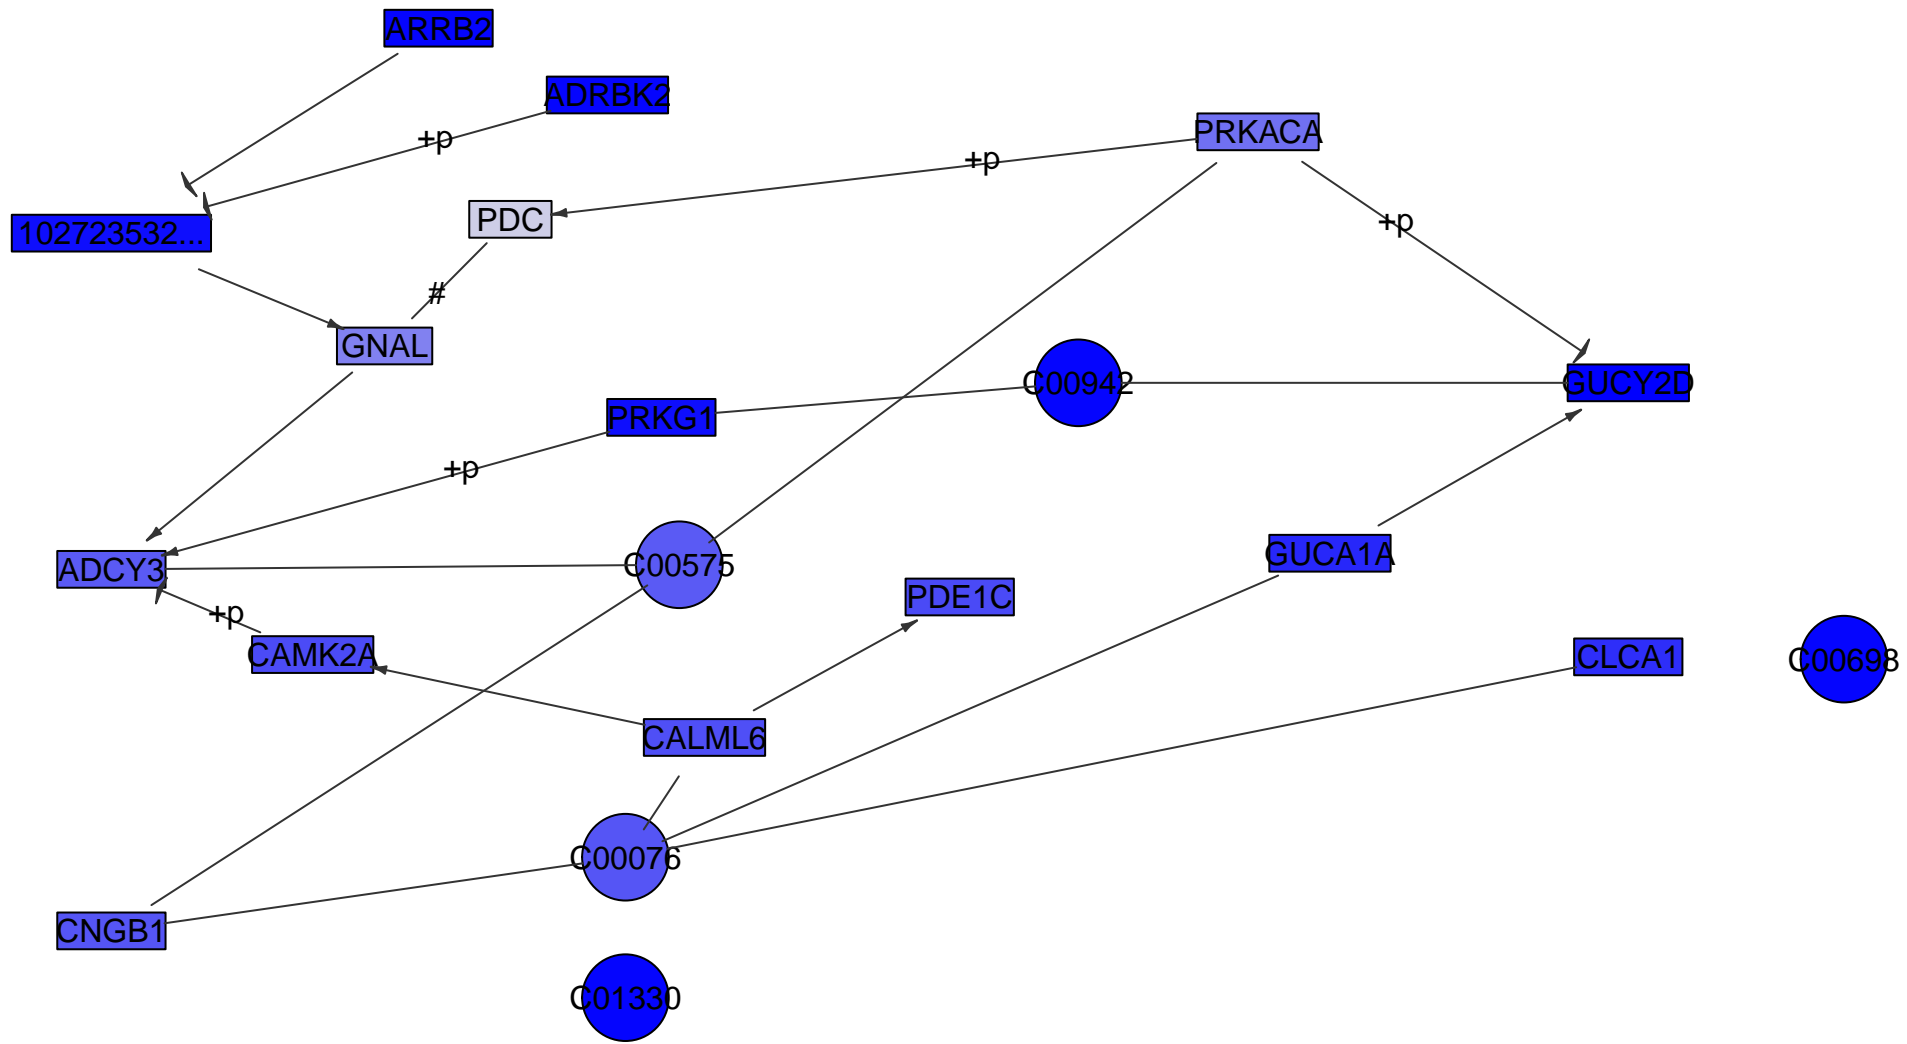 ARRB2
ADRBK2
+p
PRKACA
+p
PDC
102723532...
+p
#
GNAL
C00942
GUCY2D
PRKG1
+p
ADCY3
C00575
GUCA1A
PDE1C
+p
CAMK2A
CLCA1
C00698
CALML6
C00076
CNGB1
C01330